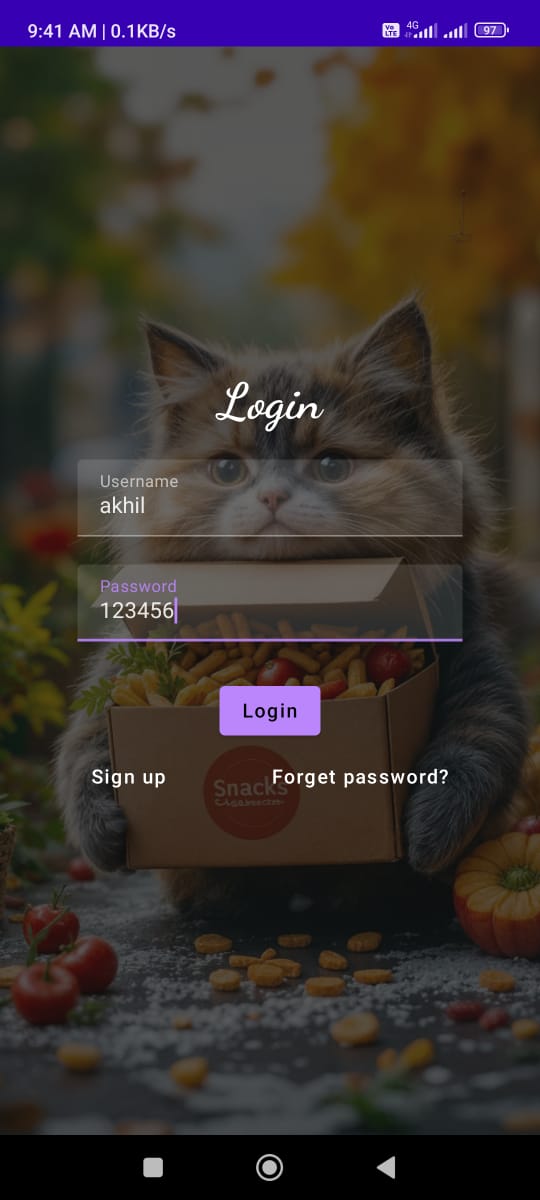 9:41 AM | 0.1KB/s
Vo LTE 4G 97
Login
Username
akhil
Password
123456
Login
Sign up Forget password?
Snacks